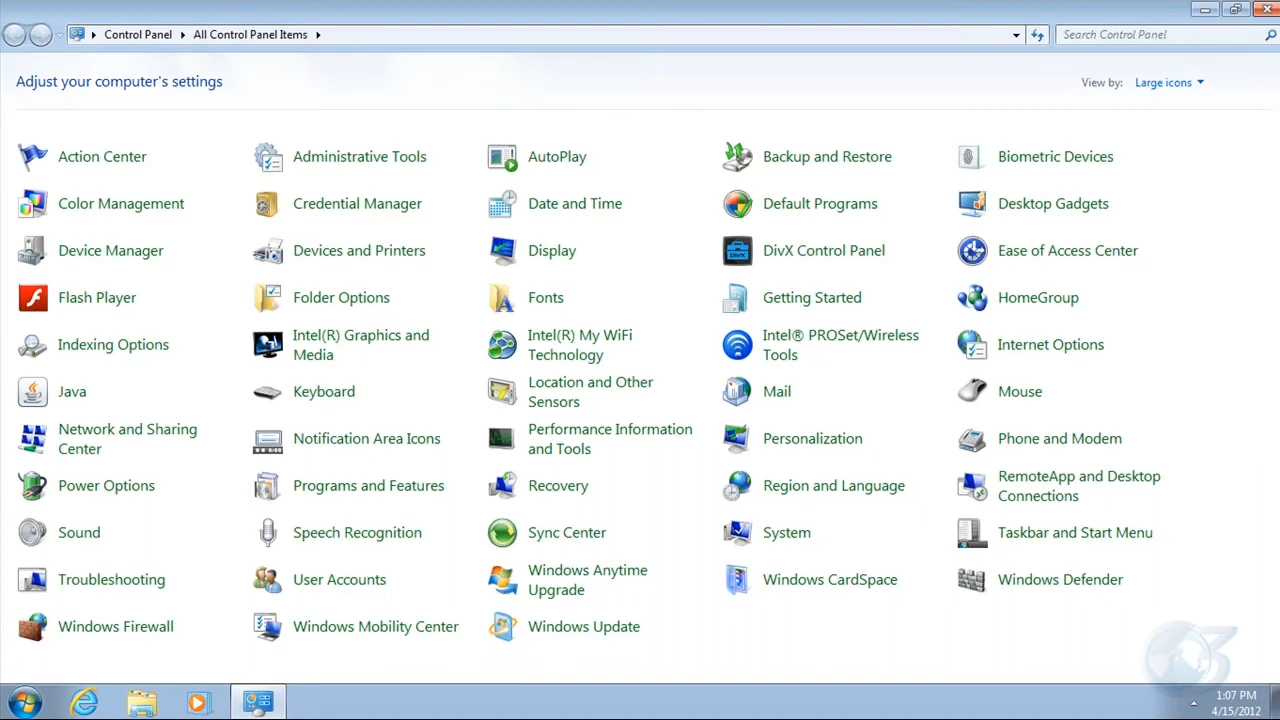 Control Panel
All Control Panel Items
Search Control Panel
Adjust your computer's settings
View by:
Large icons
Action Center
Administrative Tools
AutoPlay
Backup and Restore
Biometric Devices
Color Management
Credential Manager
Date and Time
Default Programs
Desktop Gadgets
Device Manager
Devices and Printers
Display
DivX
DivX Control Panel
Ease of Access Center
Flash Player
Folder Options
Fonts
Getting Started
HomeGroup
Indexing Options
Intel(R) Graphics and
Media
Intel(R) My WiFi
Technology
Intel® PROSet/Wireless
Tools
Internet Options
Java
Keyboard
Location and Other
Sensors
Mail
Mouse
Network and Sharing
Center
Notification Area Icons
Performance Information
and Tools
Personalization
Phone and Modem
Power Options
Programs and Features
Recovery
Region and Language
RemoteApp and Desktop
Connections
Sound
Speech Recognition
Sync Center
System
Taskbar and Start Menu
Troubleshooting
User Accounts
Windows Anytime
Upgrade
Windows CardSpace
Windows Defender
Windows Firewall
Windows Mobility Center
Windows Update
1:07 PM
4/15/2012